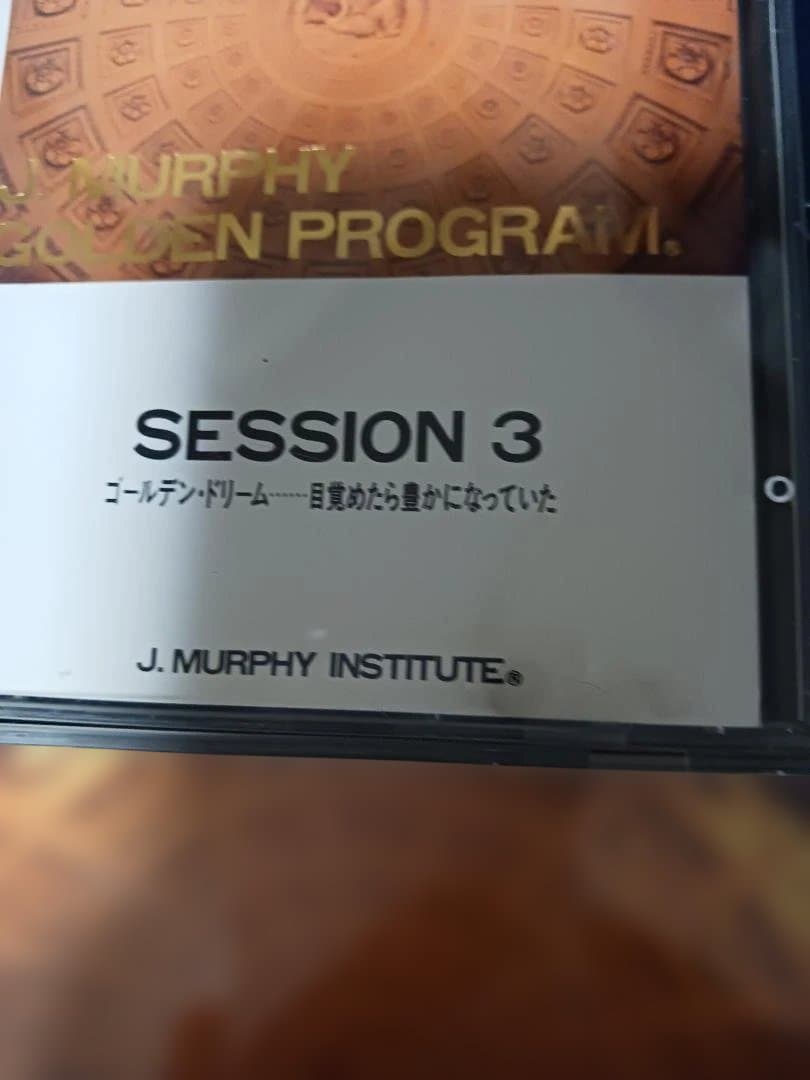 J. MURPHY
GOLDEN PROGRAM®
SESSION 3
ゴールデン・ドリーム……目覚めたら豊かになっていた
J. MURPHY INSTITUTE®